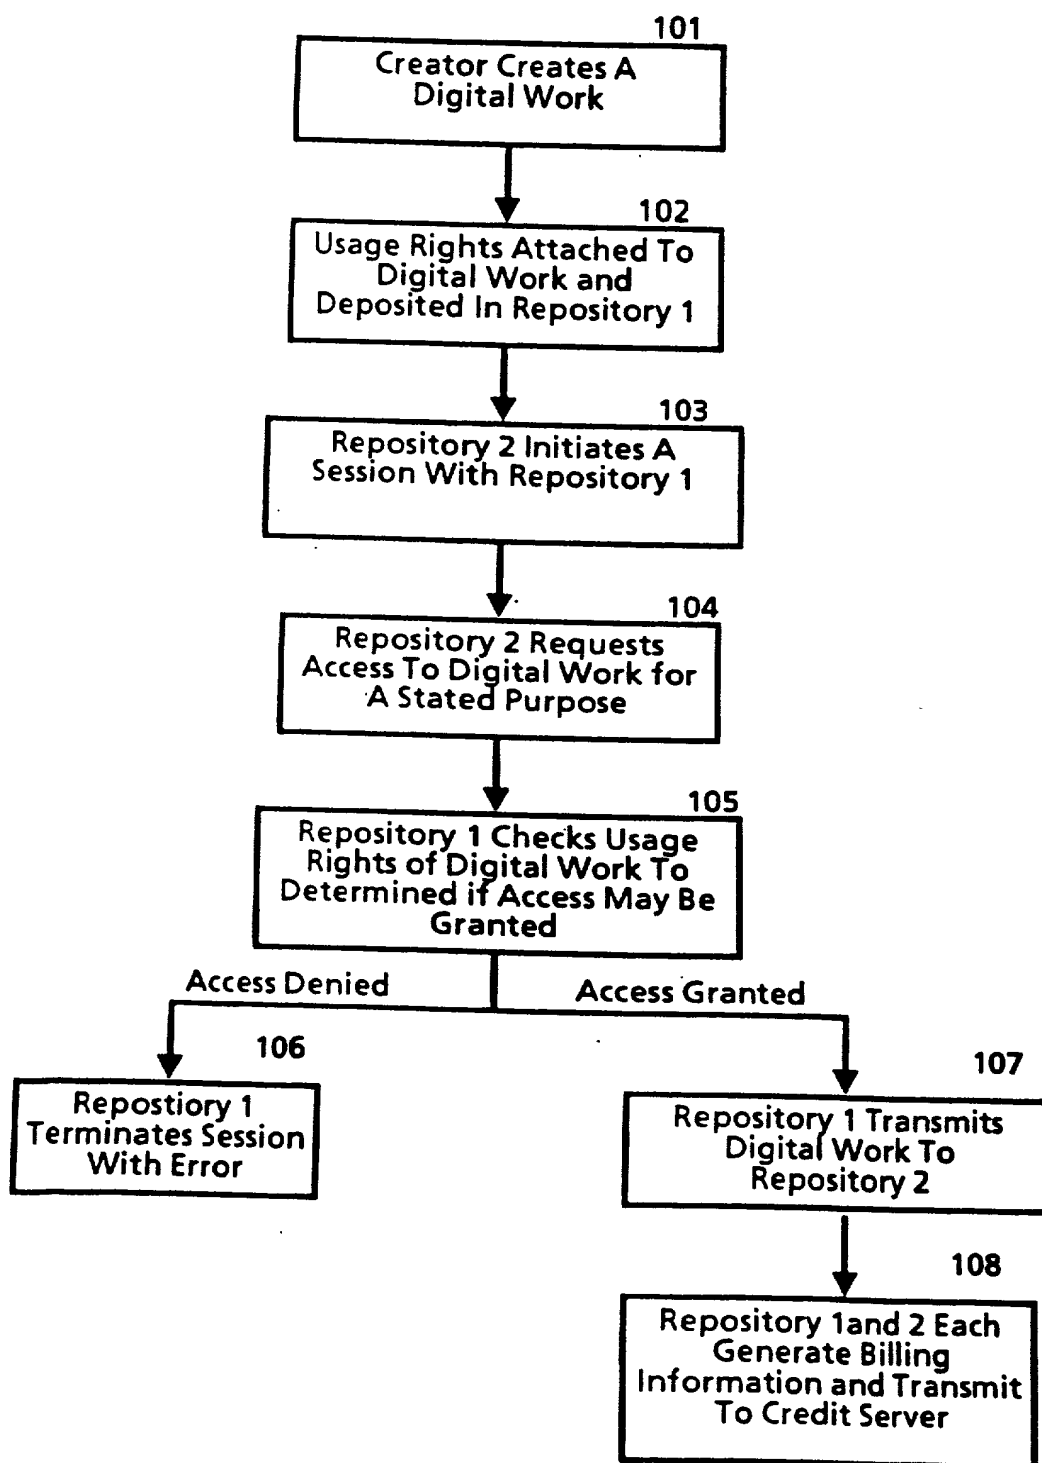 101
Creator Creates A
Digital Work
102
Usage Rights Attached To
Digital Work and
Deposited In Repository 1
103
Repository 2 Initiates A
Session With Repository 1
104
Repository 2 Requests
Access To Digital Work for
A Stated Purpose
105
Repository 1 Checks Usage
Rights of Digital Work To
Determined if Access May Be
Granted
Access Denied
Access Granted
106
Repostiory 1
Terminates Session
With Error
107
Repository 1 Transmits
Digital Work To
Repository 2
108
Repository 1and 2 Each
Generate Billing
Information and Transmit
To Credit Server